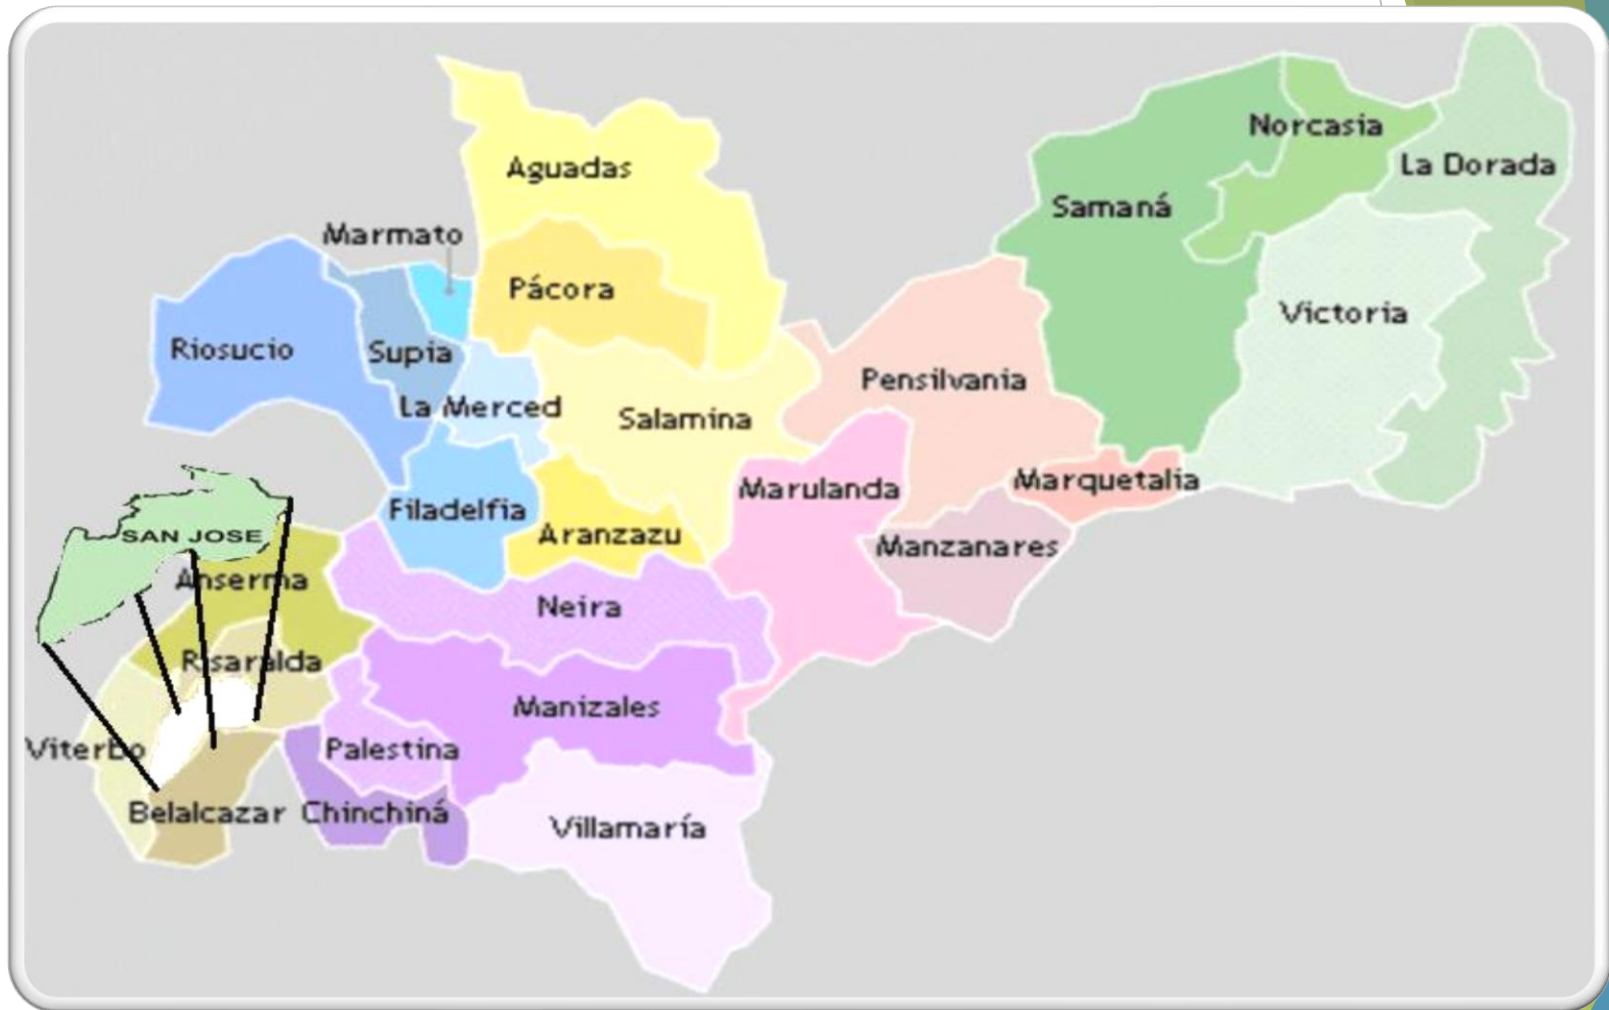 Norcasia
La Dorada
Aguadas
Samaná
Marmato
Pácora
Victoria
Riosucio
Supia
Pensilvania
La Merced
Salamina
Marquetalia
Marulanda
Filadelfia
SAN JOSE
Aranzazu
Manzanares
Anserma
Neira
Risaralda
Manizales
Viterbo
Palestina
Belalcazar
Chinchiná
Villamaría